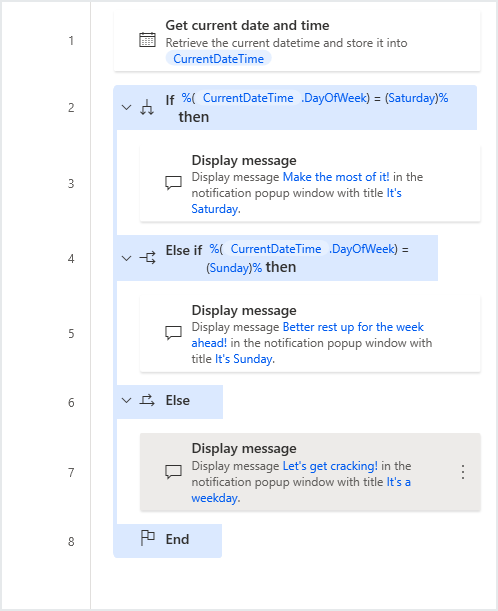 1
Get current date and time
Retrieve the current datetime and store it into
CurrentDateTime
2
If %( CurrentDateTime .DayOfWeek) = (Saturday)%
then
3
Display message
Display message Make the most of it! in the
notification popup window with title It's
Saturday.
4
Else if %( CurrentDateTime .DayOfWeek) =
(Sunday)% then
5
Display message
Display message Better rest up for the week
ahead! in the notification popup window with
title It's Sunday.
6
Else
7
Display message
Display message Let's get cracking! in the
notification popup window with title It's a
weekday.
8
End